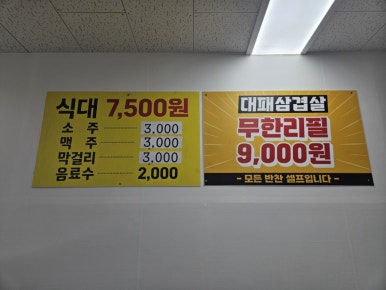 식대 7,500원
소 주 3,000
맥 주 3,000
막걸리 3,000
음료수 2,000
대패삼겹살
무한리필
9,000원
- 모든 반찬 셀프입니다 -